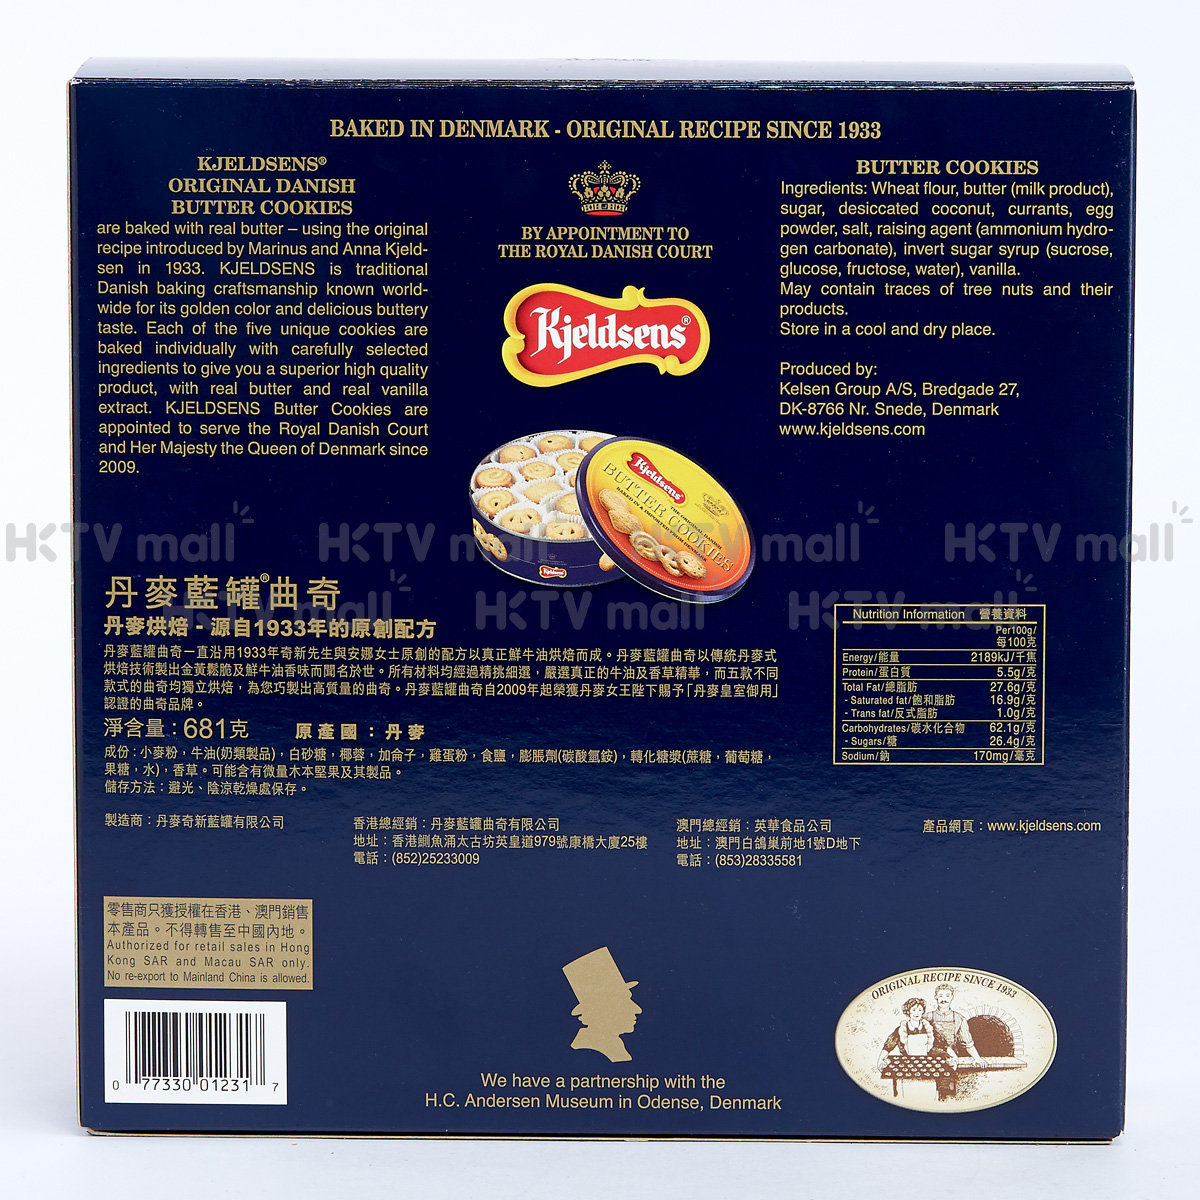 BAKED IN DENMARK - ORIGINAL RECIPE SINCE 1933
KJELDSENS®
ORIGINAL DANISH
BUTTER COOKIES
are baked with real butter – using the original
recipe introduced by Marinus and Anna Kjeld-
sen in 1933. KJELDSENS is traditional
Danish baking craftsmanship known world-
wide for its golden color and delicious buttery
taste. Each of the five unique cookies are
baked individually with carefully selected
ingredients to give you a superior high quality
product, with real butter and real vanilla
extract. KJELDSENS Butter Cookies are
appointed to serve the Royal Danish Court
and Her Majesty the Queen of Denmark since
2009.
BY APPOINTMENT TO
THE ROYAL DANISH COURT
Kjeldsens®
BUTTER COOKIES
Ingredients: Wheat flour, butter (milk product),
sugar, desiccated coconut, currants, egg
powder, salt, raising agent (ammonium hydro-
gen carbonate), invert sugar syrup (sucrose,
glucose, fructose, water), vanilla.
May contain traces of tree nuts and their
products.
Store in a cool and dry place.
Produced by:
Kelsen Group A/S, Bredgade 27,
DK-8766 Nr. Snede, Denmark
www.kjeldsens.com
Kjeldsens
THE ORIGINAL DANISH
BUTTER COOKIES
BAKED IN & IMPORTED FROM DENMARK
Kjeldsens
HKTV mall HKTV mall HKTV mall HKTV mall
HKTV mall HKTV mall HKTV mall
丹麥藍罐®曲奇
丹麥烘焙 - 源自1933年的原創配方
丹麥藍罐曲奇一直沿用1933年奇新先生與安娜女士原創的配方以真正鮮牛油烘焙而成。丹麥藍罐曲奇以傳統丹麥式
烘焙技術製出金黃鬆脆及鮮牛油香味而聞名於世。所有材料均經過精挑細選，嚴選真正的牛油及香草精華，而五款不同
款式的曲奇均獨立烘焙，為您巧製出高質量的曲奇。丹麥藍罐曲奇自2009年起榮獲丹麥女王陛下賜予「丹麥皇室御用」
認證的曲奇品牌。
淨含量：681克 原產國：丹麥
成份：小麥粉，牛油(奶類製品)，白砂糖，椰蓉，加侖子，雞蛋粉，食鹽，膨脹劑(碳酸氫銨)，轉化糖漿(蔗糖，葡萄糖，
果糖，水)，香草。可能含有微量木本堅果及其製品。
儲存方法：避光、陰涼乾燥處保存。
Nutrition Information 營養資料
Per100g/
每100克
Energy/能量 2189kJ/千焦
Protein/蛋白質 5.5g/克
Total Fat/總脂肪 27.6g/克
- Saturated fat/飽和脂肪 16.9g/克
- Trans fat/反式脂肪 1.0g/克
Carbohydrates/碳水化合物 62.1g/克
- Sugars/糖 26.4g/克
Sodium/鈉 170mg/毫克
製造商：丹麥奇新藍罐有限公司
香港總經銷：丹麥藍罐曲奇有限公司
地址：香港鰂魚涌太古坊英皇道979號康橋大廈25樓
電話：(852)25233009
澳門總經銷：英華食品公司
地址：澳門白鴿巢前地1號D地下
電話：(853)28335581
產品網頁：www.kjeldsens.com
零售商只獲授權在香港、澳門銷售
本產品。不得轉售至中國內地。
Authorized for retail sales in Hong
Kong SAR and Macau SAR only.
No re-export to Mainland China is allowed.
0 77330 01231 7
We have a partnership with the
H.C. Andersen Museum in Odense, Denmark
ORIGINAL RECIPE SINCE 1933